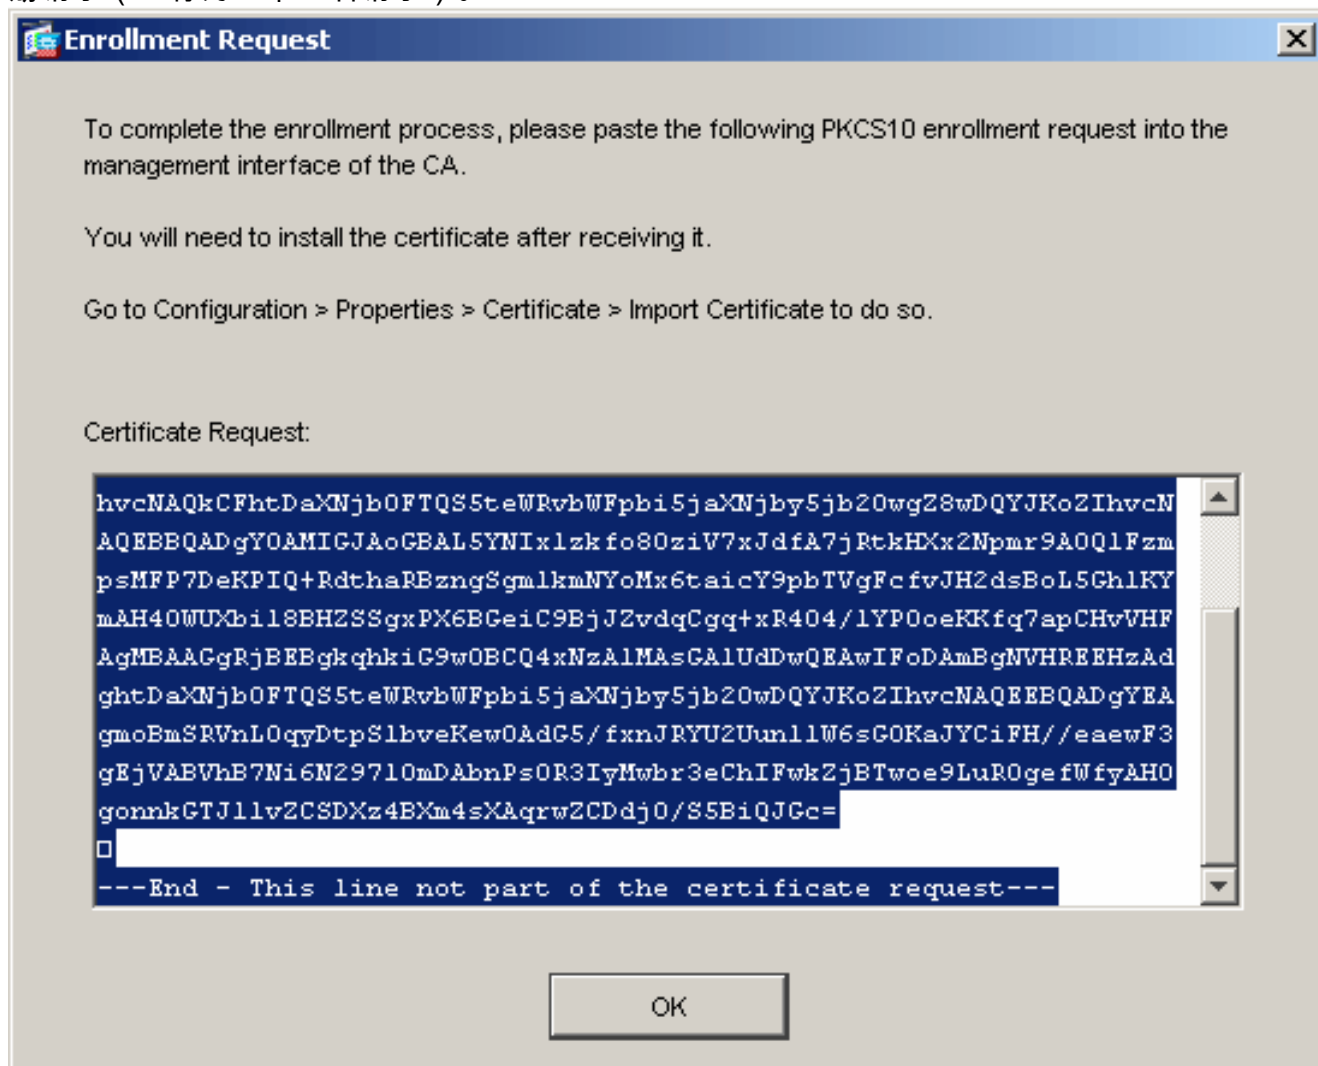 Enrollment Request
To complete the enrollment process, please paste the following PKCS10 enrollment request into the
management interface of the CA.
You will need to install the certificate after receiving it.
Go to Configuration > Properties > Certificate > Import Certificate to do so.
Certificate Request:
hvcNAQkCFhtDaXNjb0FTQS5teWRvbWFpbi5jaXNjby5jb20wgZ8wDQYJKoZIhvcN
AQEBBQADgY0AMIGJAoGBAL5YNIxlzkfo80ziV7xJdfA7jRtkHXx2Npmr9A0QlFzm
psMFP7DeKPIQ+RdthaRBzngSgmlkmNYoMx6taicY9pbTVgFcfvJH2dsBoL5GhlKY
mAH40WUXbil8BHZSSgxPX6BGeiC9BjJZvdqCgq+xR404/lYP0oeKKfq7apCHvVHF
AgMBAAGgRjBEBgkqhkiG9w0BCQ4xNzA1MAsGA1UdDwQEAwIFoDAmBgNVHREEHzAd
ghtDaXNjb0FTQS5teWRvbWFpbi5jaXNjby5jb20wDQYJKoZIhvcNAQEEBQADgYEA
gmoBmSRVnL0qyDtpSlbveKew0AdG5/fxnJRYU2Uun1lW6sG0KaJYCiFH//eaewF3
gEjVABVhB7Ni6N297l0mDAbnPs0R3IyMwbr3eChIFwkZjBTwoe9LuR0gefWfyAH0
gonnkGTJllvZCSDXz4BXm4sXAqrwZCDdj0/S5BiQJGc=
---End - This line not part of the certificate request---
OK